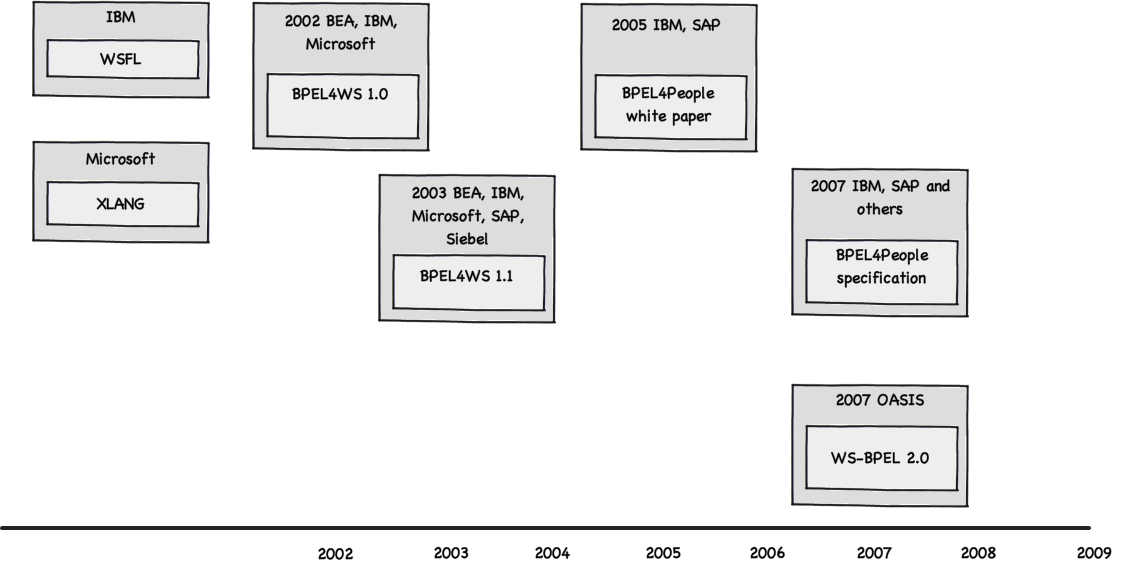 IBM
WSFL
Microsoft
XLANG
2002 BEA, IBM,
Microsoft
BPEL4WS 1.0
2003 BEA, IBM,
Microsoft, SAP,
Siebel
BPEL4WS 1.1
2005 IBM, SAP
BPEL4People
white paper
2007 IBM, SAP and
others
BPEL4People
specification
2007 OASIS
WS-BPEL 2.0
2002 2003 2004 2005 2006 2007 2008 2009